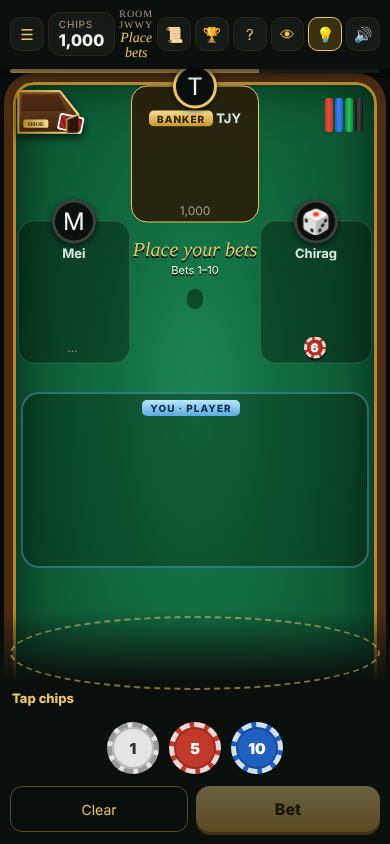 CHIPS
1,000
ROOM
JWWY
Place
bets
?
SHOE
T
BANKER TJY
1,000
M
Mei
Chirag
Place your bets
Bets 1–10
...
6
YOU · PLAYER
Tap chips
1
5
10
Clear
Bet